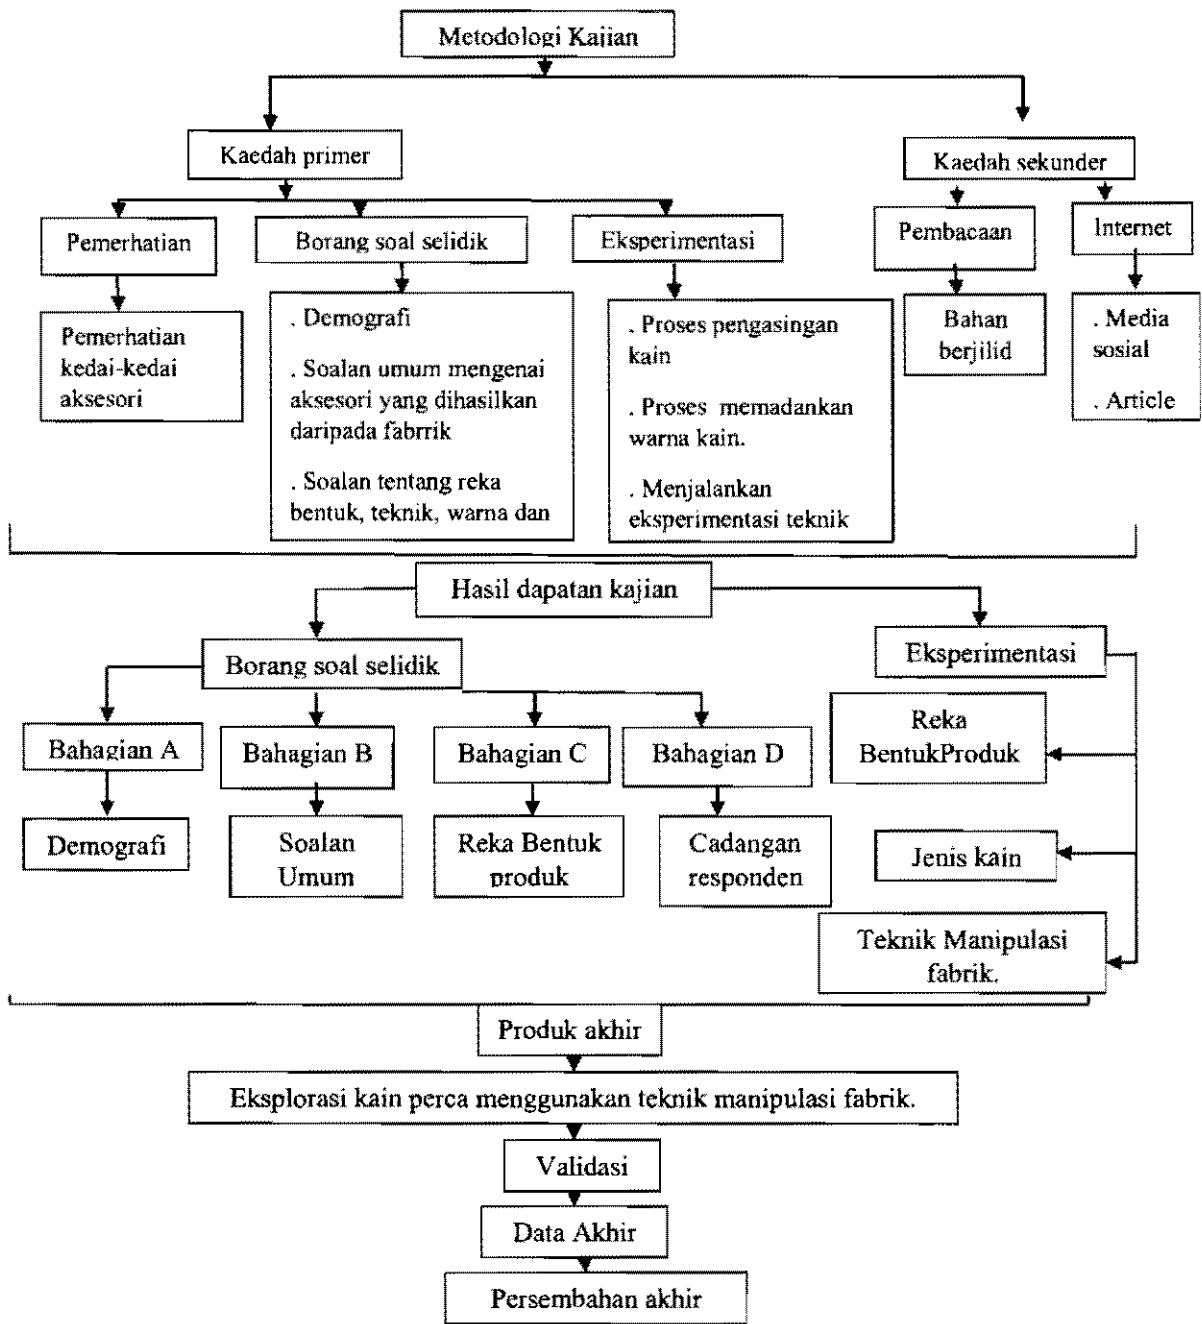 Metodologi Kajian
Kaedah primer
Kaedah sekunder
Pemerhatian
Borang soal selidik
Eksperimentasi
Pembacaan
Internet
Pemerhatian
kedai-kedai
aksesori
. Demografi
. Soalan umum mengenai
aksesori yang dihasilkan
daripada fabrrik
. Soalan tentang reka
bentuk, teknik, warna dan
. Proses pengasingan
kain
. Proses memadankan
warna kain.
. Menjalankan
eksperimentasi teknik
Bahan
berjilid
. Media
sosial
. Article
Hasil dapatan kajian
Borang soal selidik
Eksperimentasi
Bahagian A
Bahagian B
Bahagian C
Bahagian D
Reka
BentukProduk
Demografi
Soalan
Umum
Reka Bentuk
produk
Cadangan
responden
Jenis kain
Teknik Manipulasi
fabrik.
Produk akhir
Eksplorasi kain perca menggunakan teknik manipulasi fabrik.
Validasi
Data Akhir
Persembahan akhir